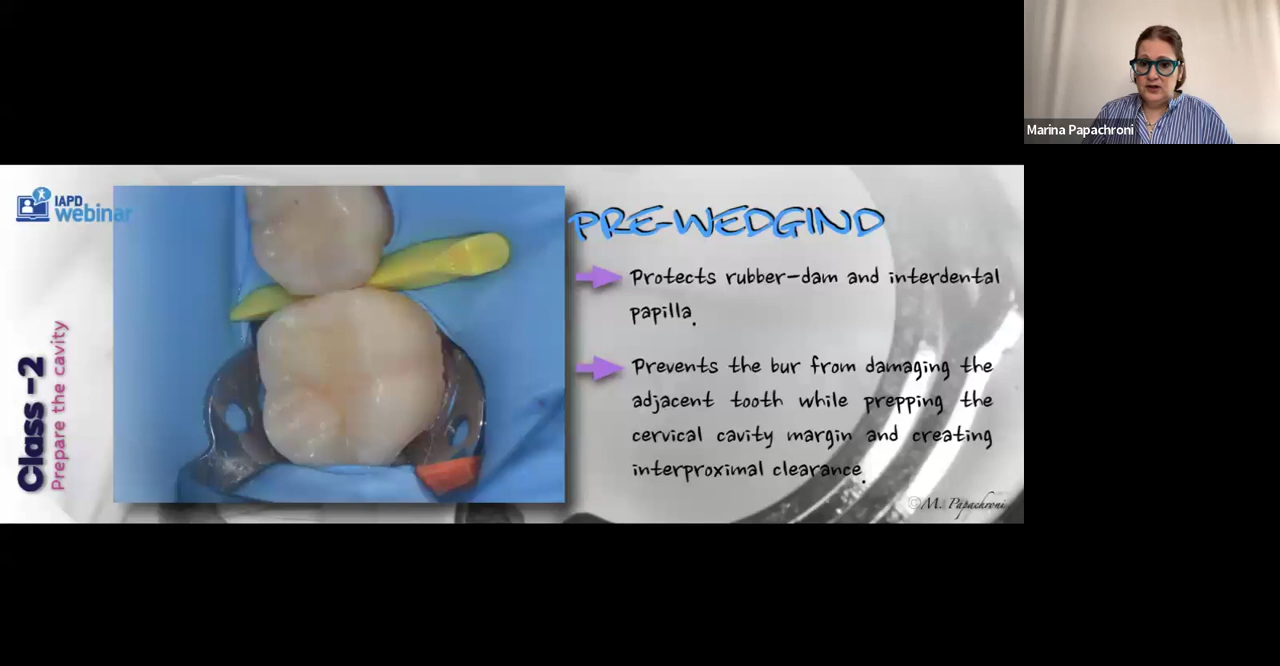 Marina Papachroni
IAPD
webinar
Class -2
Prepare the cavity
PRE-WEDGIND
Protects rubber-dam and interdental
papilla.
Prevents the bur from damaging the
adjacent tooth while prepping the
cervical cavity margin and creating
interproximal clearance.
©M. Papachroni